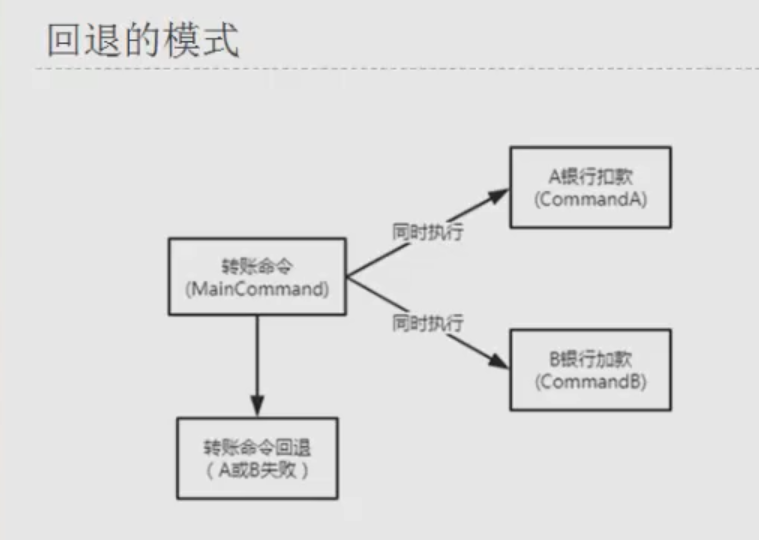 回退的模式
A银行扣款
(CommandA)
同时执行
转账命令
(MainCommand)
同时执行
B银行加款
(CommandB)
转账命令回退
（A或B失败）